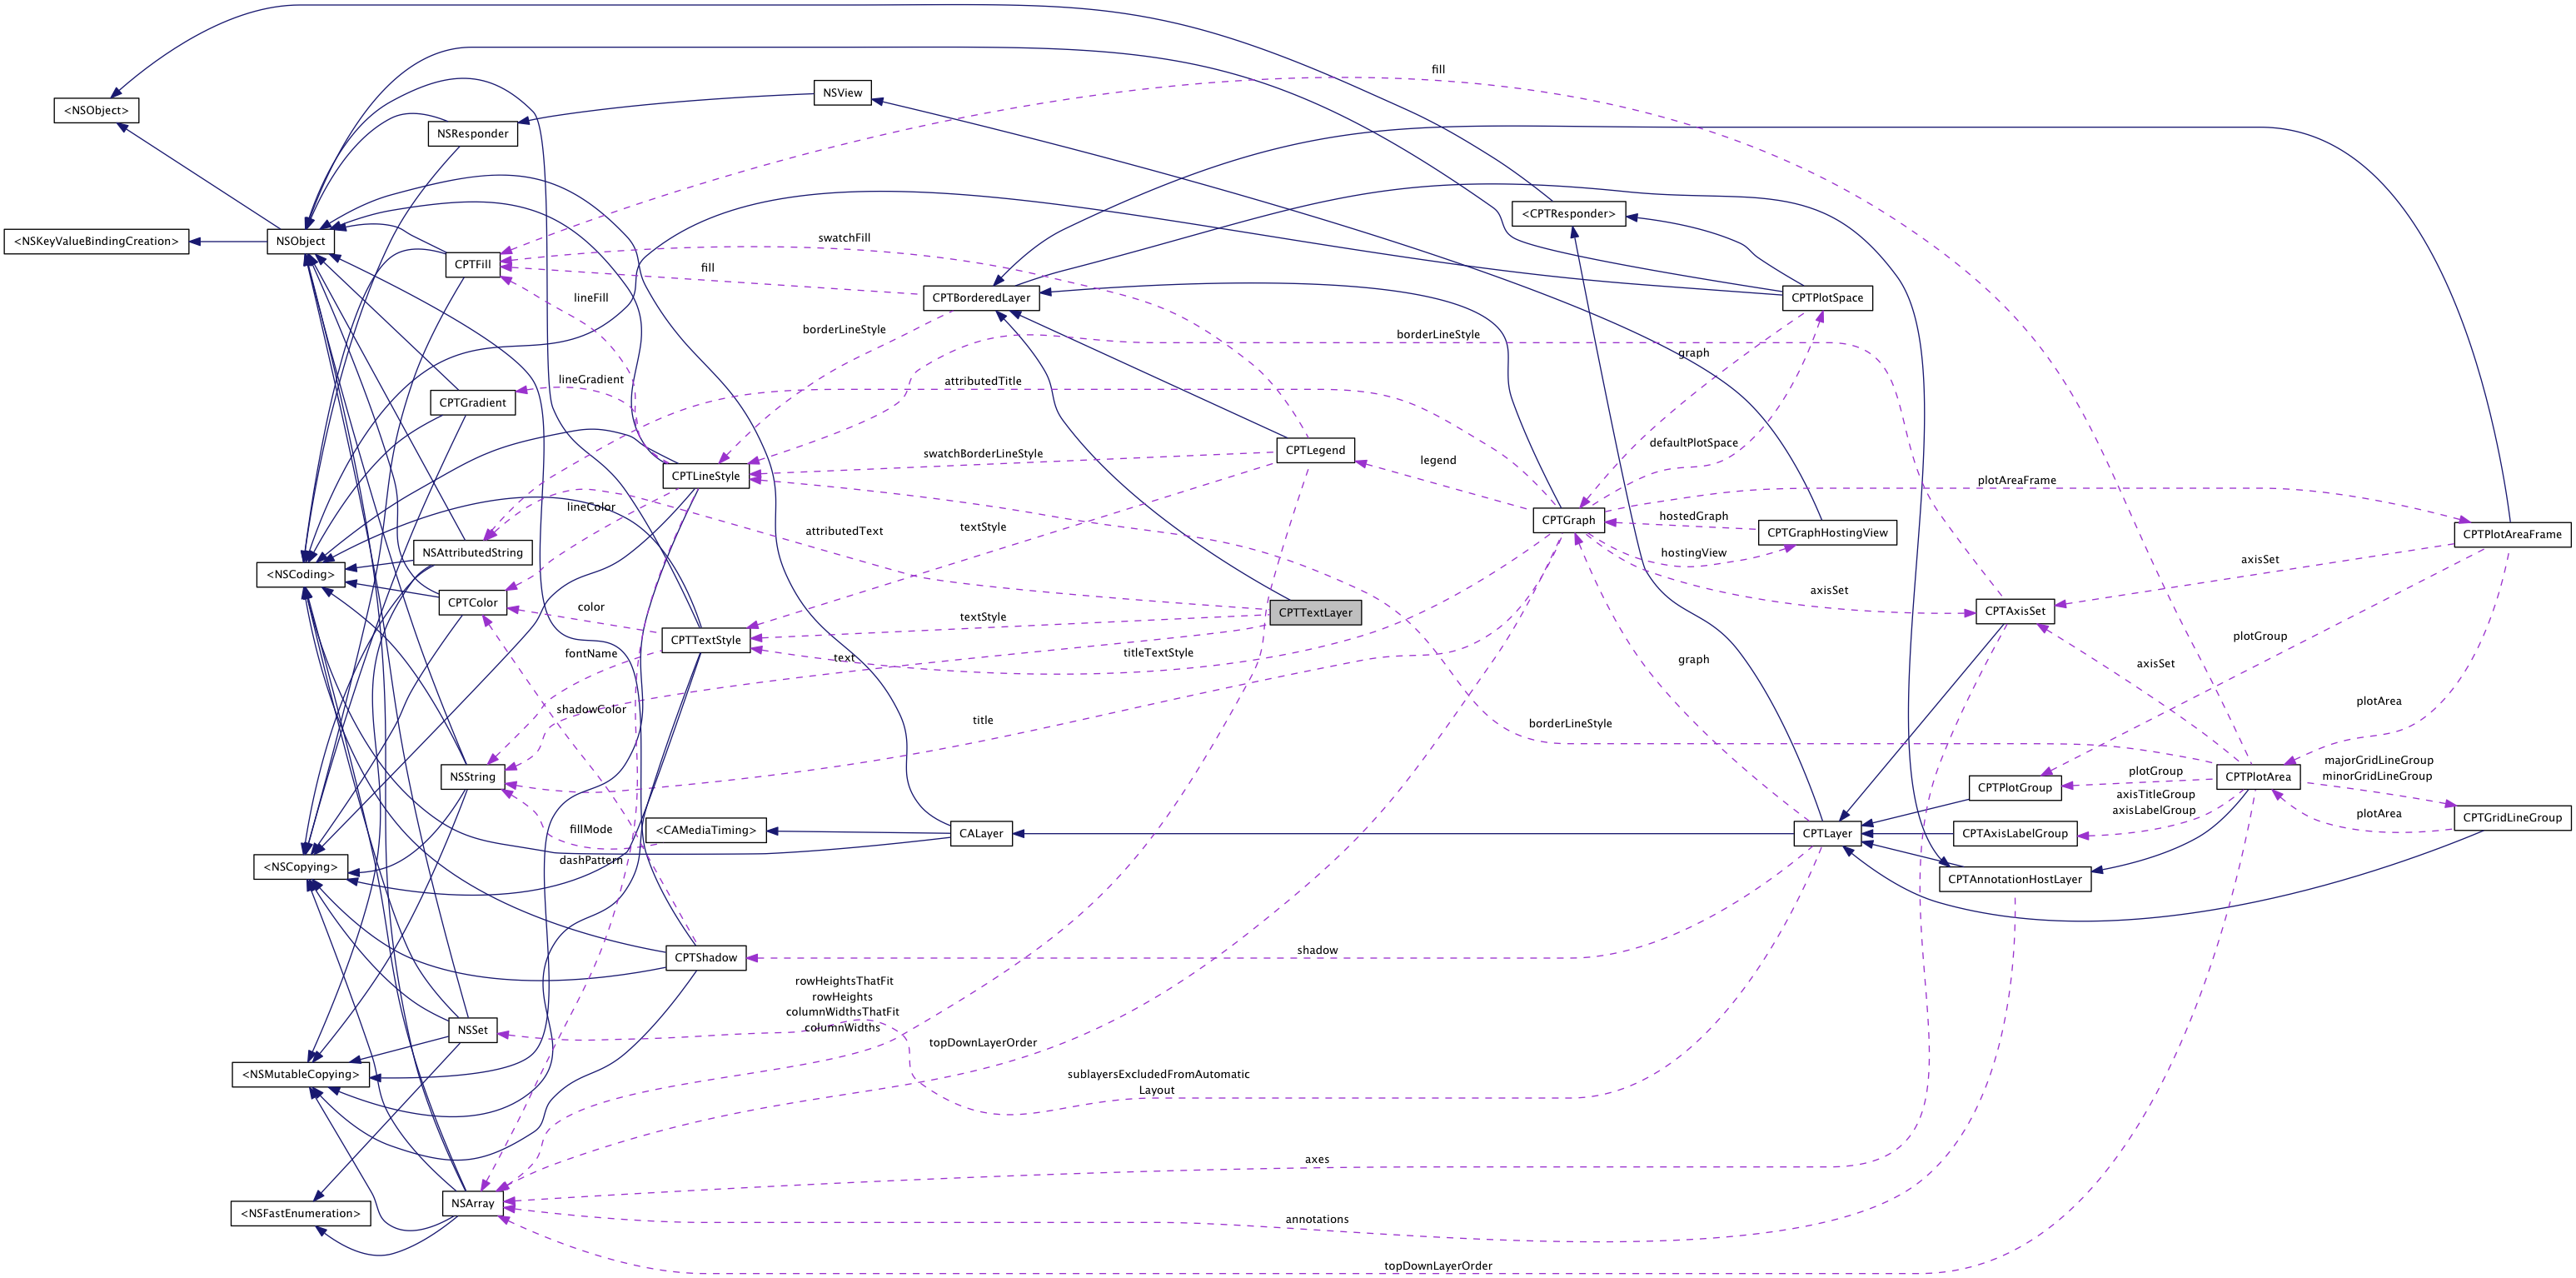 fill
NSView
<NSObject>
NSResponder
<CPTResponder>
<NSKeyValueBindingCreation>
NSObject
swatchFill
CPTFill
fill
lineFill
CPTBorderedLayer
CPTPlotSpace
borderLineStyle
borderLineStyle
graph
lineGradient
attributedTitle
CPTGradient
defaultPlotSpace
CPTLegend
swatchBorderLineStyle
legend
CPTLineStyle
plotAreaFrame
lineColor
textStyle
attributedText
CPTGraph
hostedGraph
CPTGraphHostingView
CPTPlotAreaFrame
NSAttributedString
hostingView
axisSet
<NSCoding>
CPTColor
color
axisSet
CPTTextLayer
CPTAxisSet
textStyle
CPTTextStyle
plotGroup
fontName
text
titleTextStyle
graph
axisSet
shadowColor
title
borderLineStyle
plotArea
majorGridLineGroup
minorGridLineGroup
NSString
plotGroup
CPTPlotArea
CPTPlotGroup
axisTitleGroup
axisLabelGroup
plotArea
CPTGridLineGroup
fillMode
<CAMediaTiming>
CALayer
CPTLayer
CPTAxisLabelGroup
dashPattern
<NSCopying>
CPTAnnotationHostLayer
CPTShadow
shadow
rowHeightsThatFit
rowHeights
columnWidthsThatFit
columnWidths
NSSet
topDownLayerOrder
<NSMutableCopying>
sublayersExcludedFromAutomatic
Layout
axes
NSArray
<NSFastEnumeration>
annotations
topDownLayerOrder